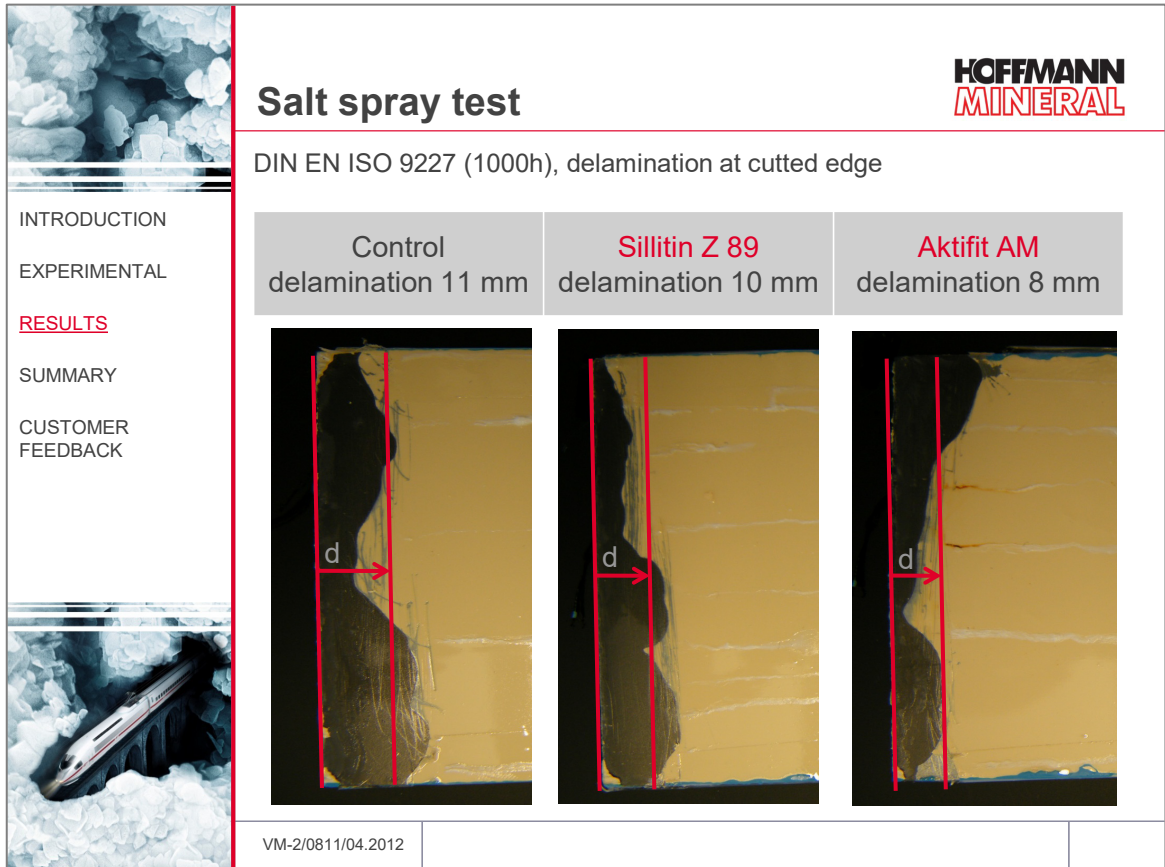 HOFFMANN
MINERAL
Salt spray test
DIN EN ISO 9227 (1000h), delamination at cutted edge
INTRODUCTION
EXPERIMENTAL
RESULTS
SUMMARY
CUSTOMER
FEEDBACK
Control
delamination 11 mm
Sillitin Z 89
delamination 10 mm
Aktifit AM
delamination 8 mm
d
d
d
VM-2/0811/04.2012